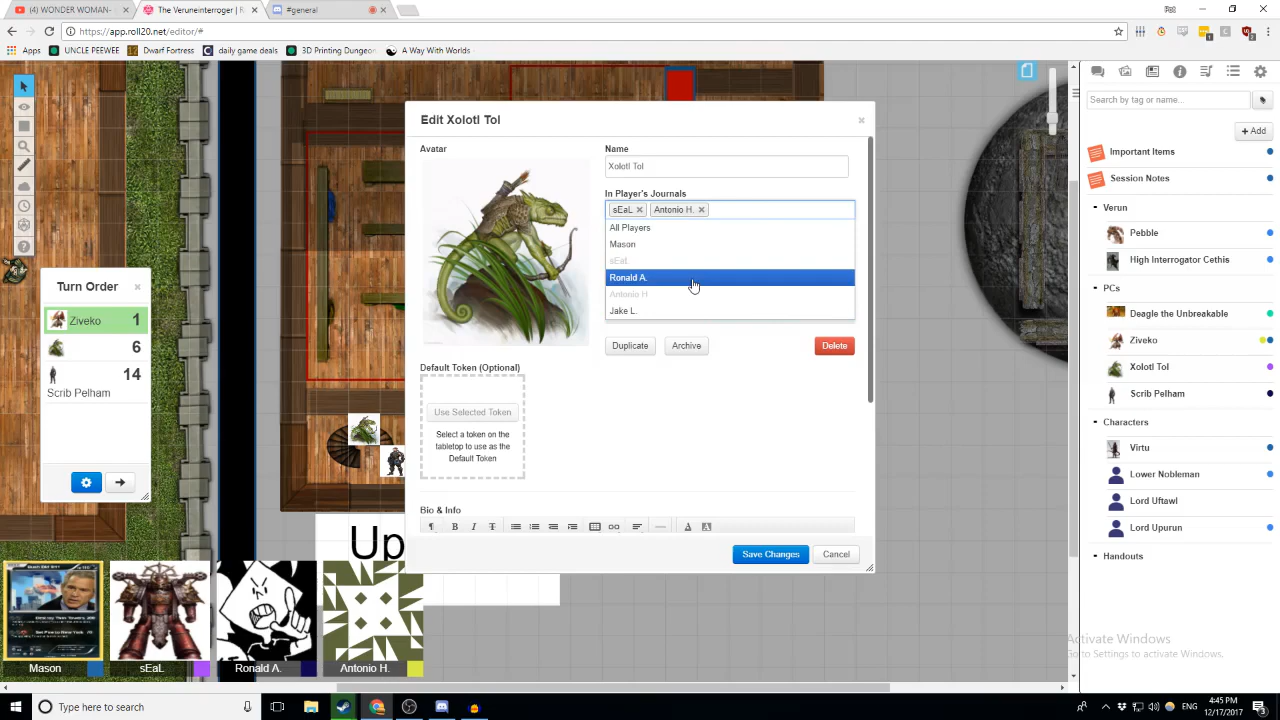 (4) WONDER WOMAN-
The Veruneinterroger | R
#general
https://app.roll20.net/editor/#
Apps
UNCLE PEEWEE
Dwarf Fortress
daily game deals
3D Printing Dungeon
A Way With Worlds
Search by tag or name...
+ Add
Important Items
Session Notes
Verun
Pebble
High Interrogator Cethis
PCs
Deagle the Unbreakable
Ziveko
Xolotl Tol
Scrib Pelham
Characters
Virtu
Lower Nobleman
Lord Uftawl
Lord Upurun
Handouts
Edit Xolotl Tol
Avatar
Name
Xolotl Tol
In Player's Journals
sEaL
Antonio H.
All Players
Mason
sEaL
Ronald A.
Antonio H
Jake L.
Duplicate
Archive
Delete
Default Token (Optional)
Use Selected Token
Select a token on the
tabletop to use as the
Default Token
Bio & Info
Save Changes
Cancel
Turn Order
Ziveko 1
6
14
Scrib Pelham
Up
Mason
sEaL
Ronald A.
Antonio H.
Activate Windows
Go to Settings to activate Windows.
Type here to search
ENG
4:45 PM
12/17/2017